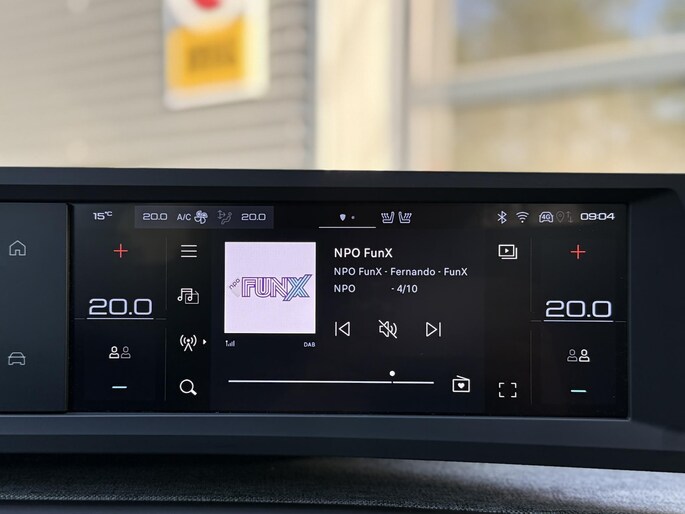 15°C
20.0 A/C 20.0
4G
09:04
20.0
npo
FUNX
DAB
NPO FunX
NPO FunX - Fernando - FunX
NPO - 4/10
20.0